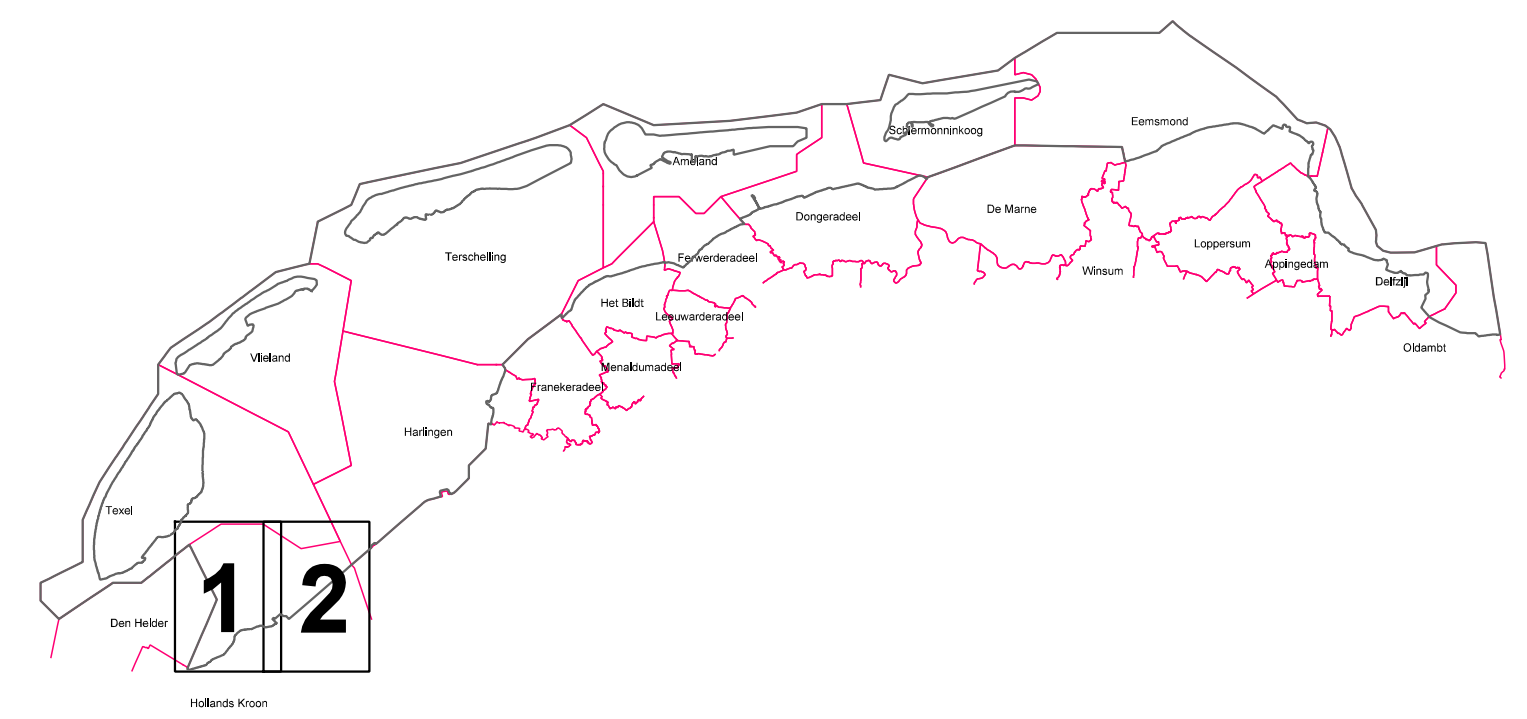 Schiermonninkoog
Eemsmond
Ameland
Dongeradeel
De Marne
Terschelling
Ferwerderadeel
Loppersum
Winsum
Appingedam
Delfzijl
Het Bildt
Leeuwarderadeel
Oldambt
Vlieland
Menaldumadeel
Franekeradeel
Harlingen
Texel
1
2
Den Helder
Hollands Kroon